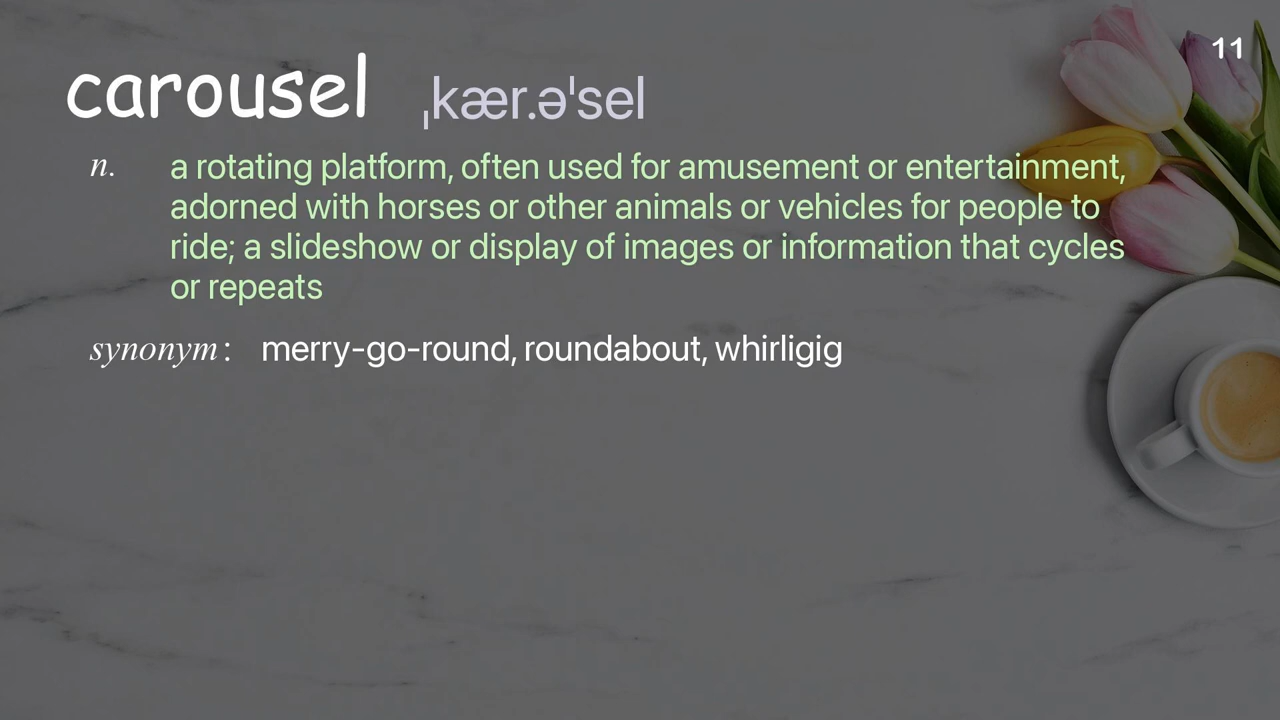 11
carousel ˌkær.əˈsel
n. a rotating platform, often used for amusement or entertainment,
adorned with horses or other animals or vehicles for people to
ride; a slideshow or display of images or information that cycles
or repeats
synonym: merry-go-round, roundabout, whirligig